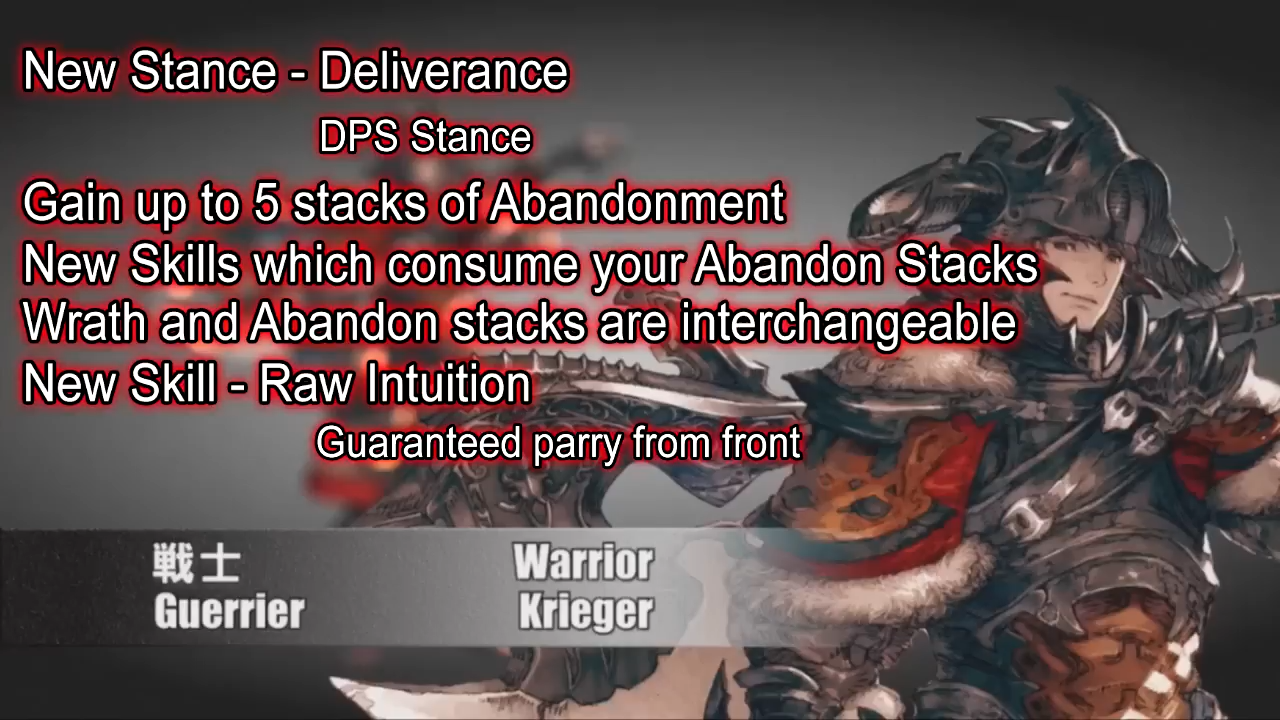 New Stance - Deliverance
DPS Stance
Gain up to 5 stacks of Abandonment
New Skills which consume your Abandon Stacks
Wrath and Abandon stacks are interchangeable
New Skill - Raw Intuition
Guaranteed parry from front
戦士 Warrior
Guerrier Krieger